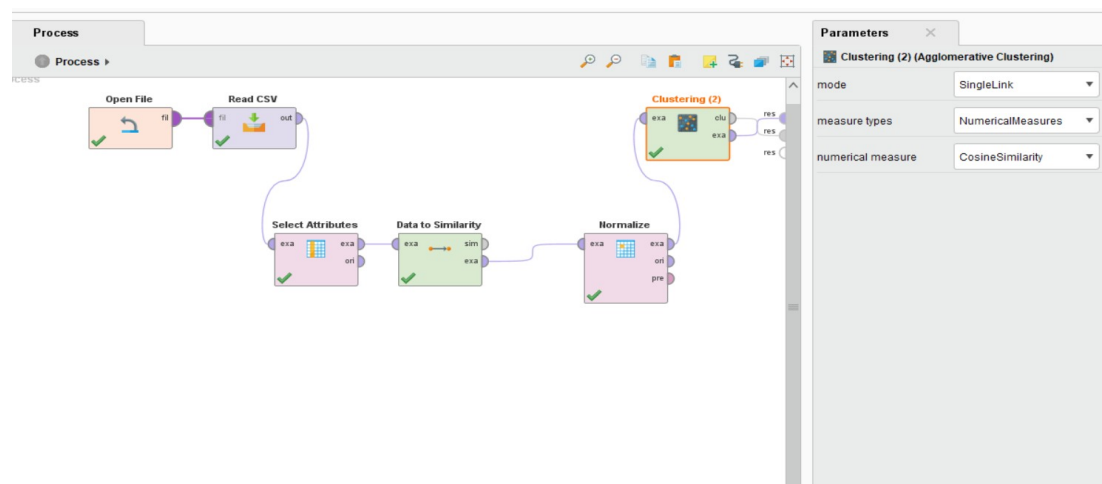 Process
Parameters
Process
Clustering (2) (Agglomerative Clustering)
mode
SingleLink
measure types
NumericalMeasures
numerical measure
CosineSimilarity
Open File
fil
Read CSV
fil
out
Clustering (2)
exa
clu
exa
res
res
res
Select Attributes
exa
exa
ori
Data to Similarity
exa
sim
exa
Normalize
exa
exa
ori
pre